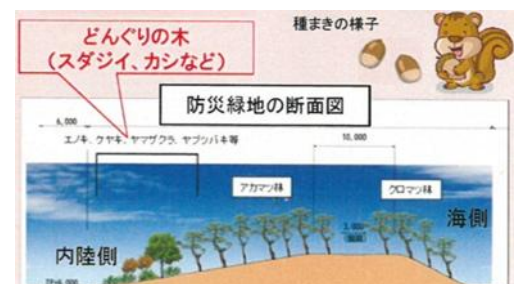 どんぐりの木
(スダジイ、カシなど)
種まきの様子
防災緑地の断面図
6,000
エノキ、ケヤキ、ヤマザクラ、ヤブツバキ等
10,000
アカマツ林
クロマツ林
海側
内陸側